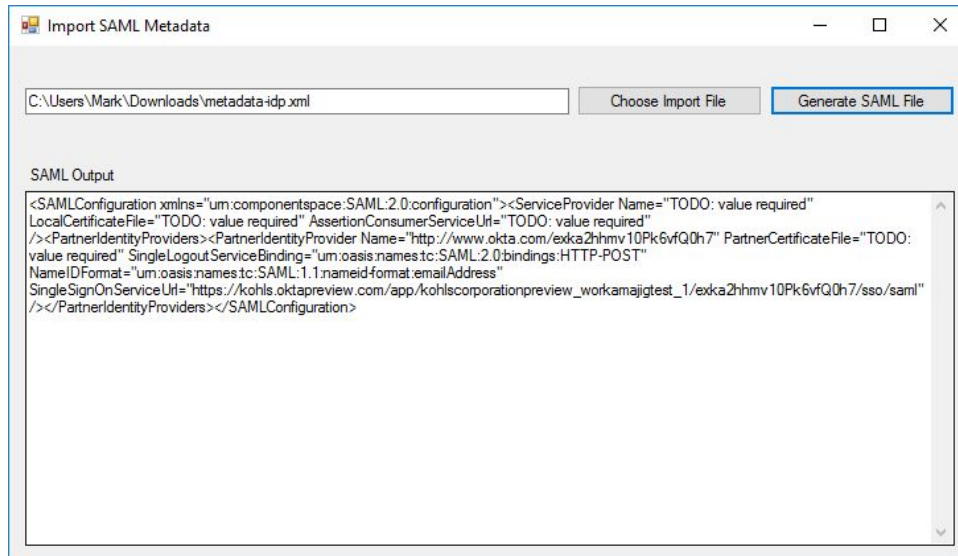 Import SAML Metadata
C:\Users\Mark\Downloads\metadata-idp.xml
Choose Import File
Generate SAML File
SAML Output
<SAMLConfiguration xmlns="urn:componentspace:SAML:2.0:configuration"><ServiceProvider Name="TODO: value required"
LocalCertificateFile="TODO: value required" AssertionConsumerServiceUrl="TODO: value required"
/><PartnerIdentityProviders><PartnerIdentityProvider Name="http://www.okta.com/exka2hhmv10Pk6vfQ0h7" PartnerCertificateFile="TODO:
value required" SingleLogoutServiceBinding="urn:oasis:names:tc:SAML:2.0:bindings:HTTP-POST"
NameIDFormat="urn:oasis:names:tc:SAML:1.1:nameid-format:emailAddress"
SingleSignOnServiceUrl="https://kohls.oktapreview.com/app/kohlscorporationpreview_workamajigtest_1/exka2hhmv10Pk6vfQ0h7/sso/saml"
/></PartnerIdentityProviders></SAMLConfiguration>